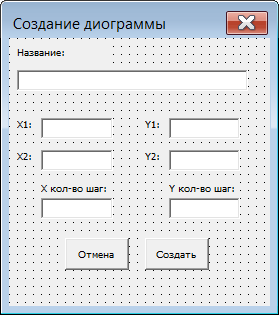 Создание диограммы
Название:
X1: Y1:
X2: Y2:
X кол-во шаг: Y кол-во шаг:
Отмена Создать